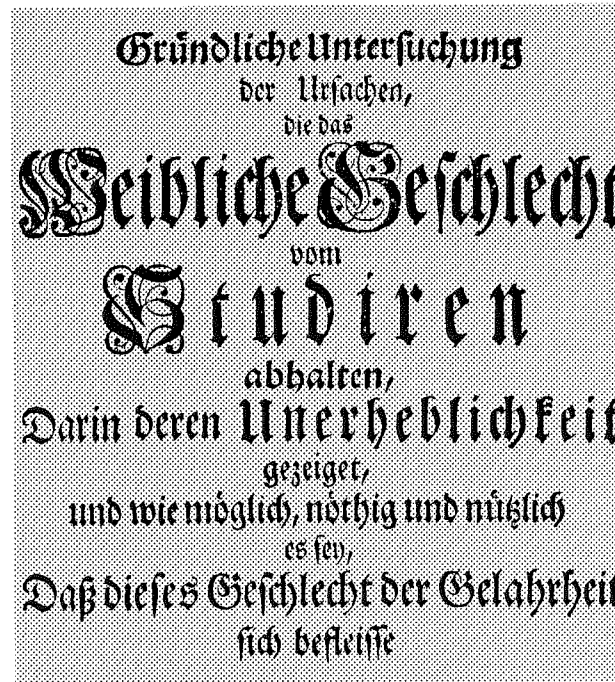 Gründliche Untersuchung
der Ursachen,
die das
Weibliche Geschlecht
vom
Studiren
abhalten,
Darin deren Unerheblichkeit
gezeiget,
und wie möglich, nöthig und nützlich
es sey,
Daß dieses Geschlecht der Gelahrheit
sich befleisse